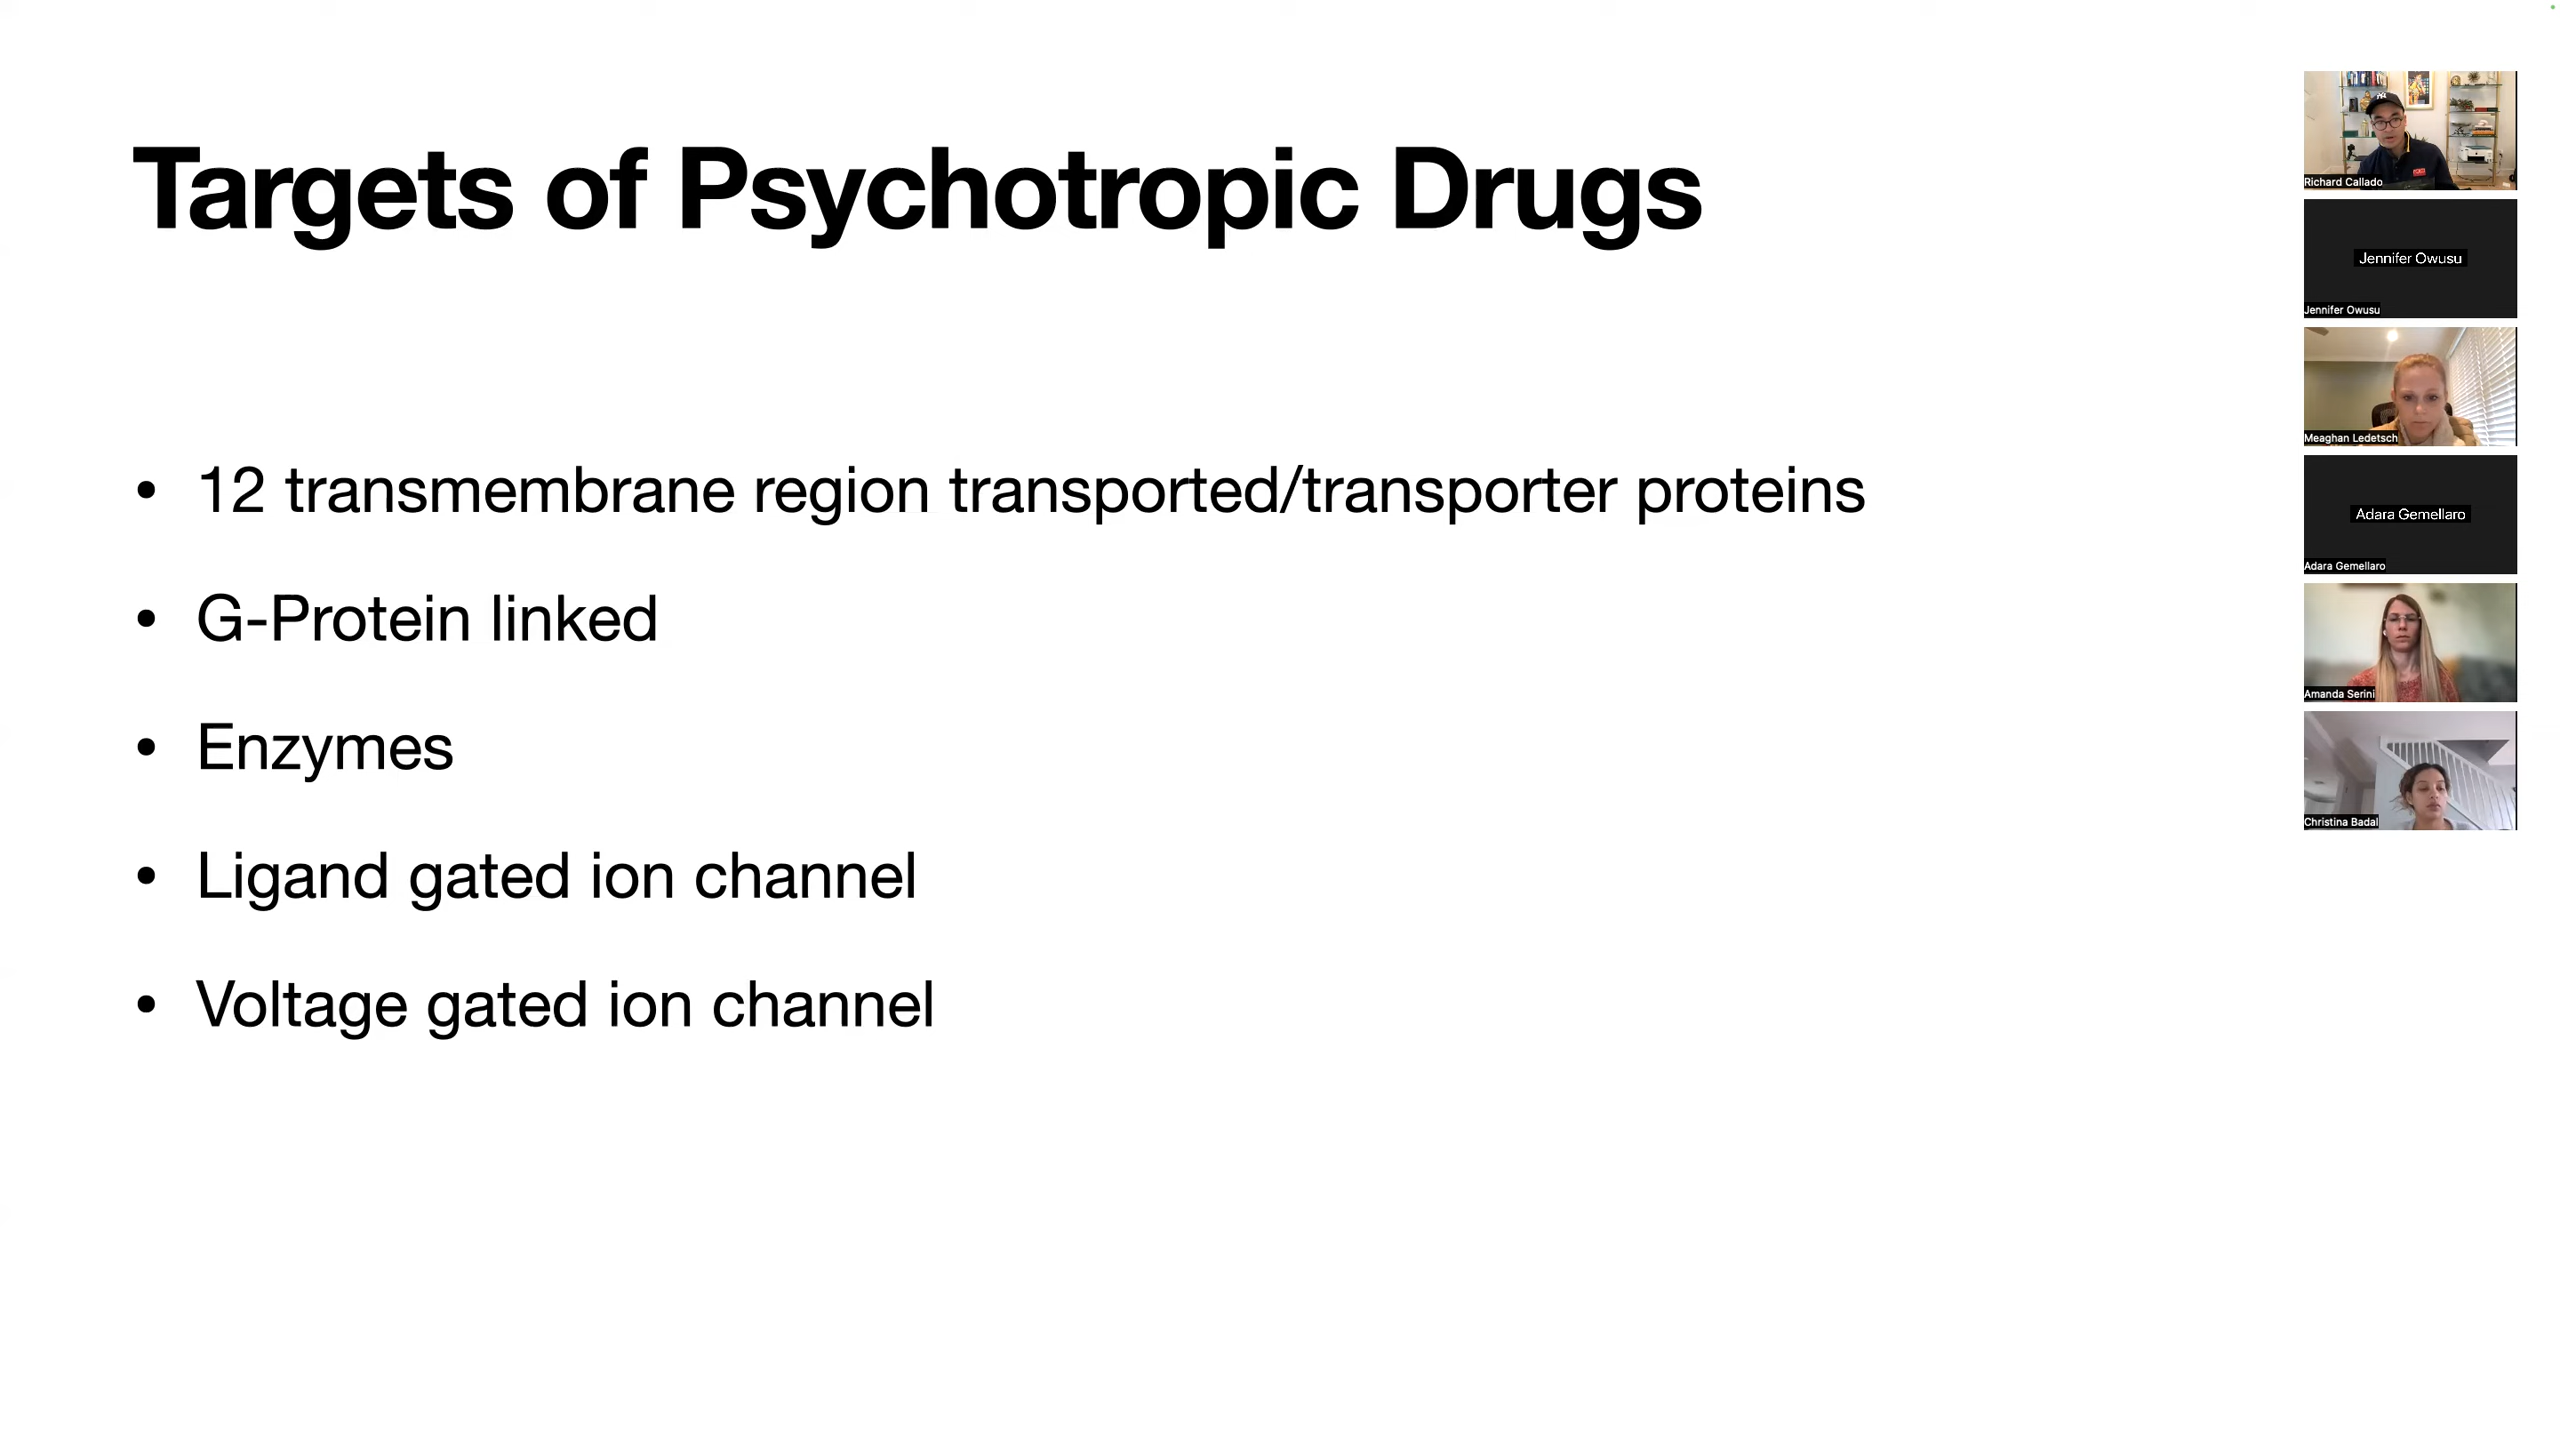 Targets of Psychotropic Drugs
• 12 transmembrane region transported/transporter proteins
• G-Protein linked
• Enzymes
• Ligand gated ion channel
• Voltage gated ion channel
Richard Callado
Jennifer Owusu
Jennifer Owusu
Meaghan Ledetsch
Adara Gemellaro
Adara Gemellaro
Amanda Serini
Christina Badal